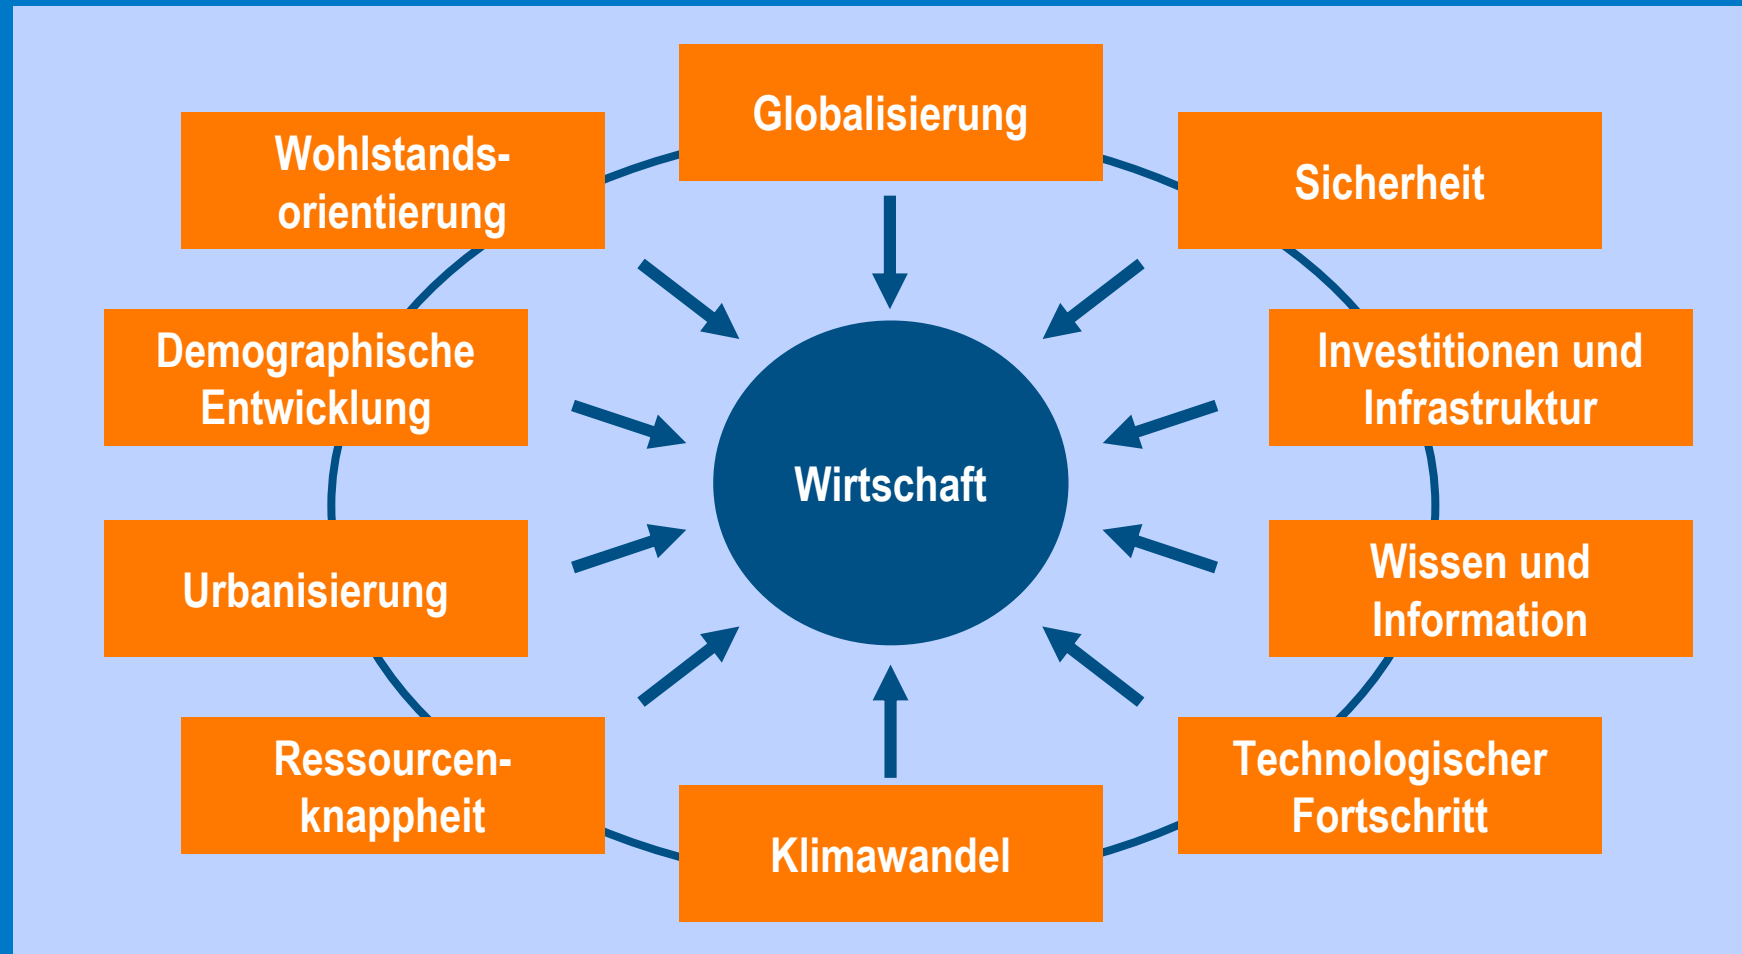 Globalisierung
Wohlstands-
orientierung
Sicherheit
Demographische
Entwicklung
Investitionen und
Infrastruktur
Wirtschaft
Urbanisierung
Wissen und
Information
Ressourcen-
knappheit
Technologischer
Fortschritt
Klimawandel